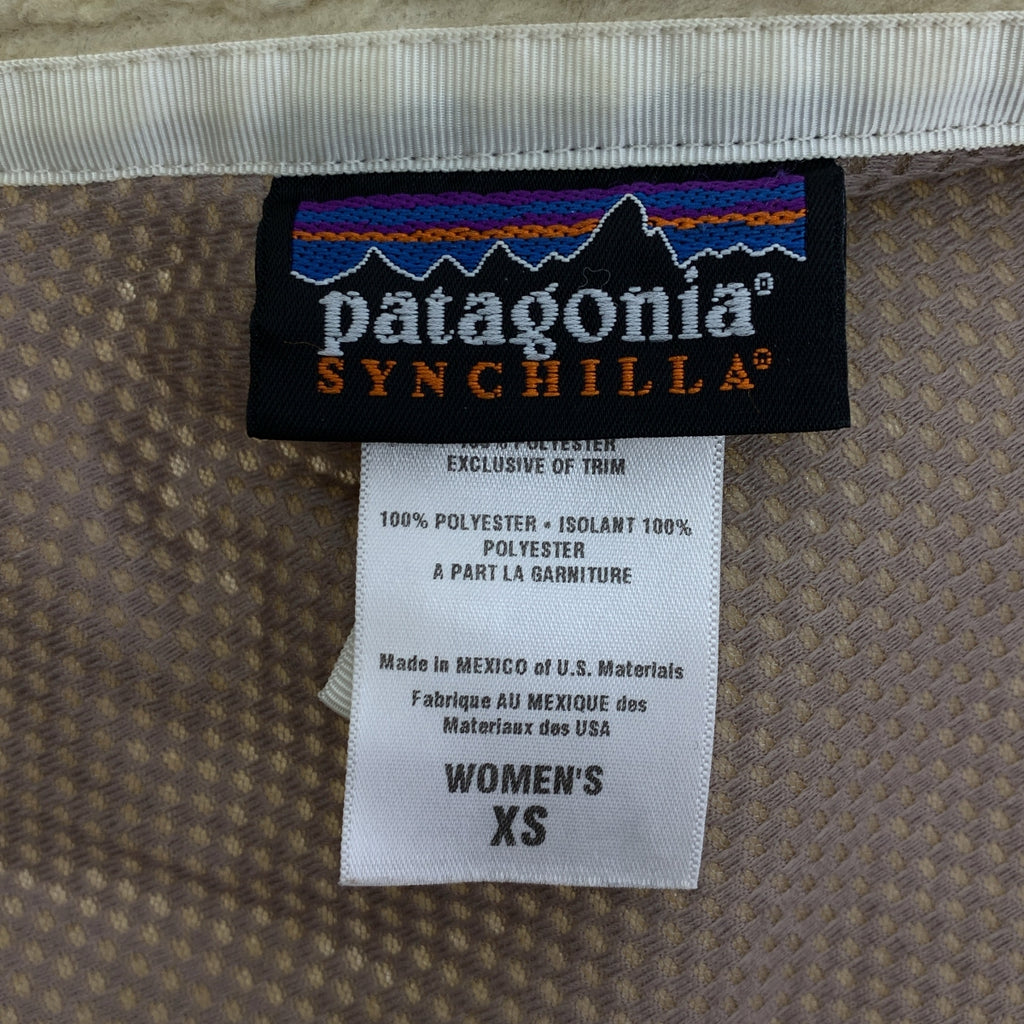 patagonia®
SYNCHILLA®
POLYESTER
EXCLUSIVE OF TRIM
100% POLYESTER • ISOLANT 100%
POLYESTER
A PART LA GARNITURE
Made in MEXICO of U.S. Materials
Fabrique AU MEXIQUE des
Materiaux des USA
WOMEN'S
XS